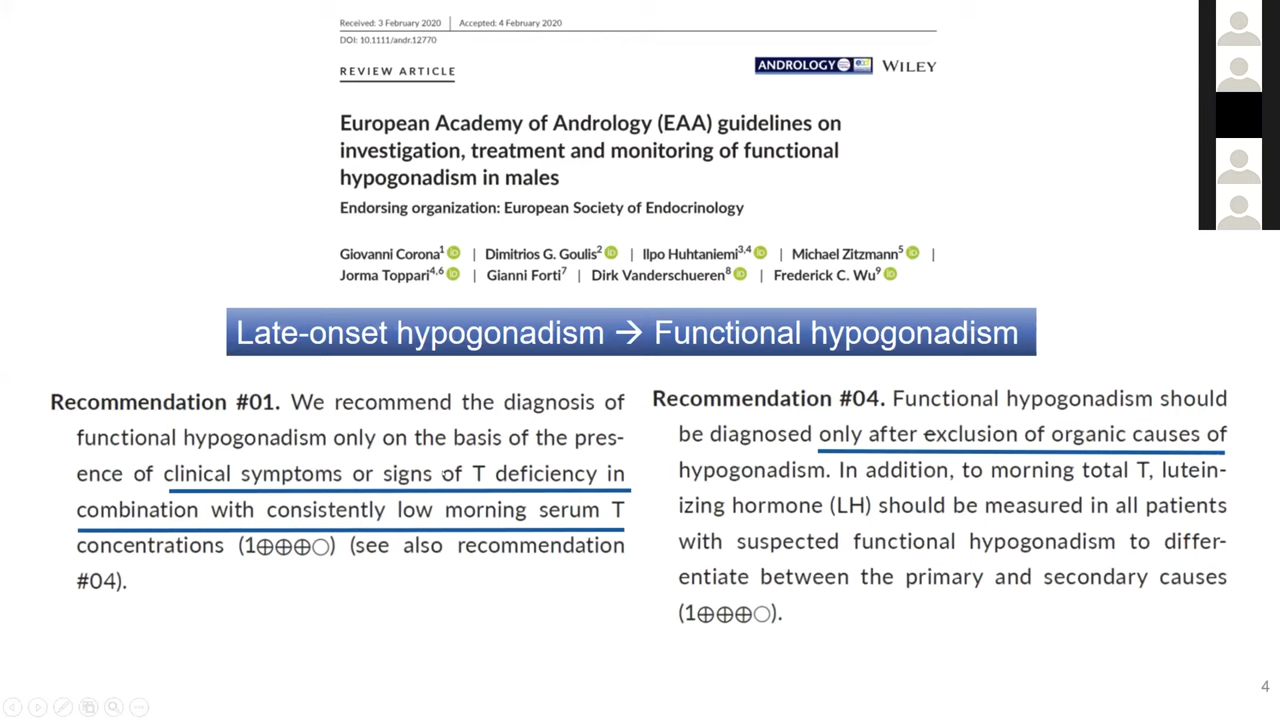 Received: 3 February 2020 | Accepted: 4 February 2020
DOI: 10.1111/andr.12770
REVIEW ARTICLE
ANDROLOGY WILEY
European Academy of Andrology (EAA) guidelines on
investigation, treatment and monitoring of functional
hypogonadism in males
Endorsing organization: European Society of Endocrinology
Giovanni Corona1 | Dimitrios G. Goulis2 | Ilpo Huhtaniemi3,4 | Michael Zitzmann5 |
Jorma Toppari4,6 | Gianni Forti7 | Dirk Vanderschueren8 | Frederick C. Wu9
Late-onset hypogonadism → Functional hypogonadism
Recommendation #01. We recommend the diagnosis of
functional hypogonadism only on the basis of the pres-
ence of clinical symptoms or signs of T deficiency in
combination with consistently low morning serum T
concentrations (1⊕⊕⊕○) (see also recommendation
#04).
Recommendation #04. Functional hypogonadism should
be diagnosed only after exclusion of organic causes of
hypogonadism. In addition, to morning total T, lutein-
izing hormone (LH) should be measured in all patients
with suspected functional hypogonadism to differ-
entiate between the primary and secondary causes
(1⊕⊕⊕○).
4